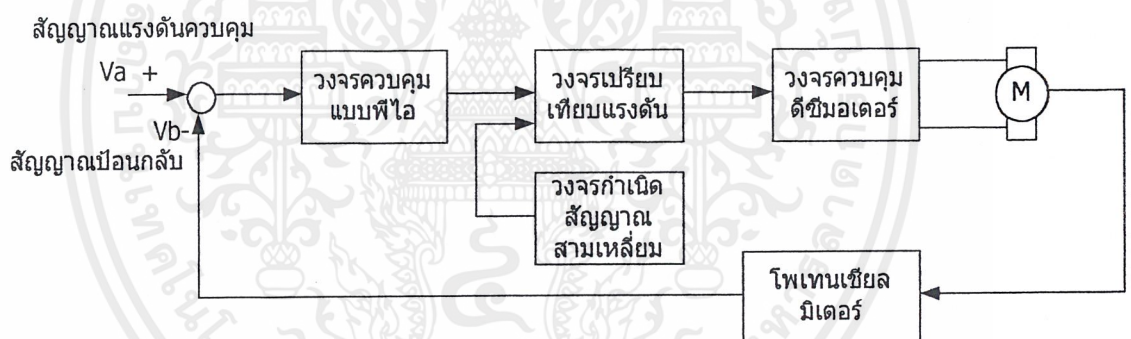 สัญญาณแรงดันควบคุม
Va +
Vb-
สัญญาณป้อนกลับ
วงจรควบคุม
แบบพีไอ
วงจรเปรียบ
เทียบแรงดัน
วงจรควบคุม
ดีซีมอเตอร์
M
วงจรกำเนิด
สัญญาณ
สามเหลี่ยม
โพเทนเชียล
มิเตอร์